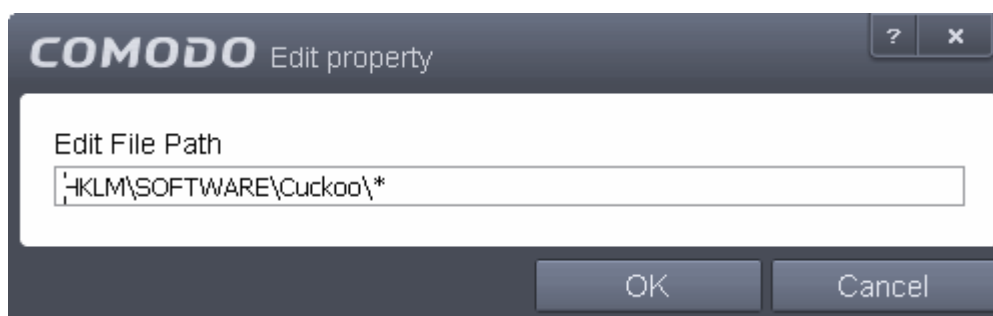 COMODO Edit property
? x
Edit File Path
HKLM\SOFTWARE\Cuckoo\*
OK Cancel